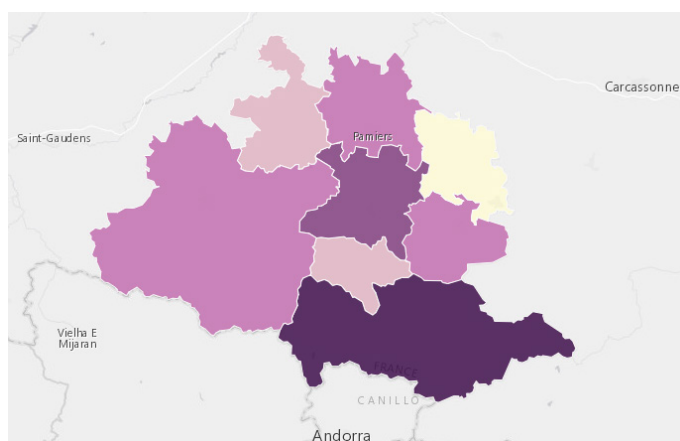 Carcassonne
Saint-Gaudens
Pamiers
Vielha E
Mijaran
FRANCE
CANILLO
Andorra